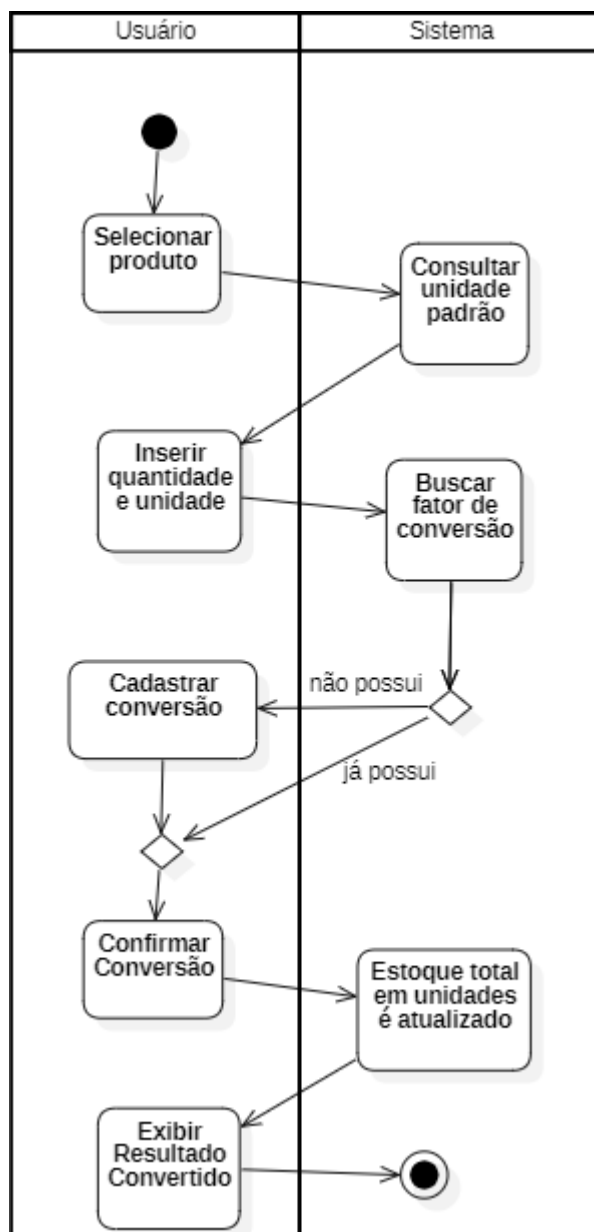 Usuário
Sistema
Selecionar
produto
Consultar
unidade
padrão
Inserir
quantidade
e unidade
Buscar
fator de
conversão
não possui
Cadastrar
conversão
já possui
Confirmar
Conversão
Estoque total
em unidades
é atualizado
Exibir
Resultado
Convertido